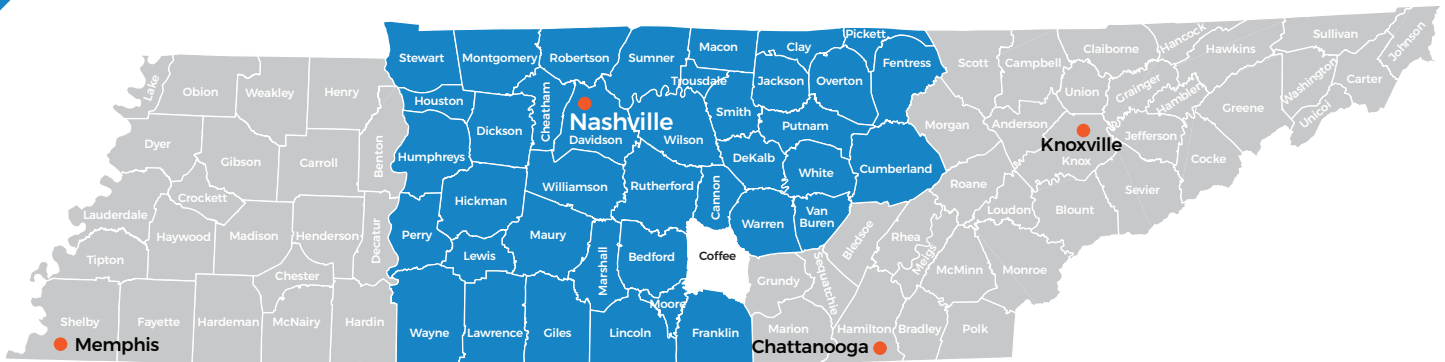 Lake
Obion
Weakley
Henry
Dyer
Gibson
Carroll
Benton
Crockett
Lauderdale
Haywood
Madison
Henderson
Decatur
Tipton
Chester
Shelby
Fayette
Hardeman
McNairy
Hardin
Memphis
Stewart
Montgomery
Robertson
Sumner
Macon
Clay
Pickett
Fentress
Trousdale
Jackson
Overton
Houston
Dickson
Cheatham
Nashville
Davidson
Wilson
Smith
Putnam
Humphreys
DeKalb
White
Cumberland
Hickman
Williamson
Rutherford
Cannon
Warren
Van
Buren
Perry
Lewis
Maury
Marshall
Bedford
Coffee
Moore
Wayne
Lawrence
Giles
Lincoln
Franklin
Scott
Campbell
Claiborne
Hancock
Hawkins
Sullivan
Johnson
Union
Grainger
Hamblen
Washington
Carter
Unicoi
Greene
Morgan
Anderson
Knoxville
Knox
Jefferson
Cocke
Roane
Loudon
Blount
Sevier
Bledsoe
Rhea
Meigs
McMinn
Monroe
Grundy
Sequatchie
Marion
Hamilton
Bradley
Polk
Chattanooga